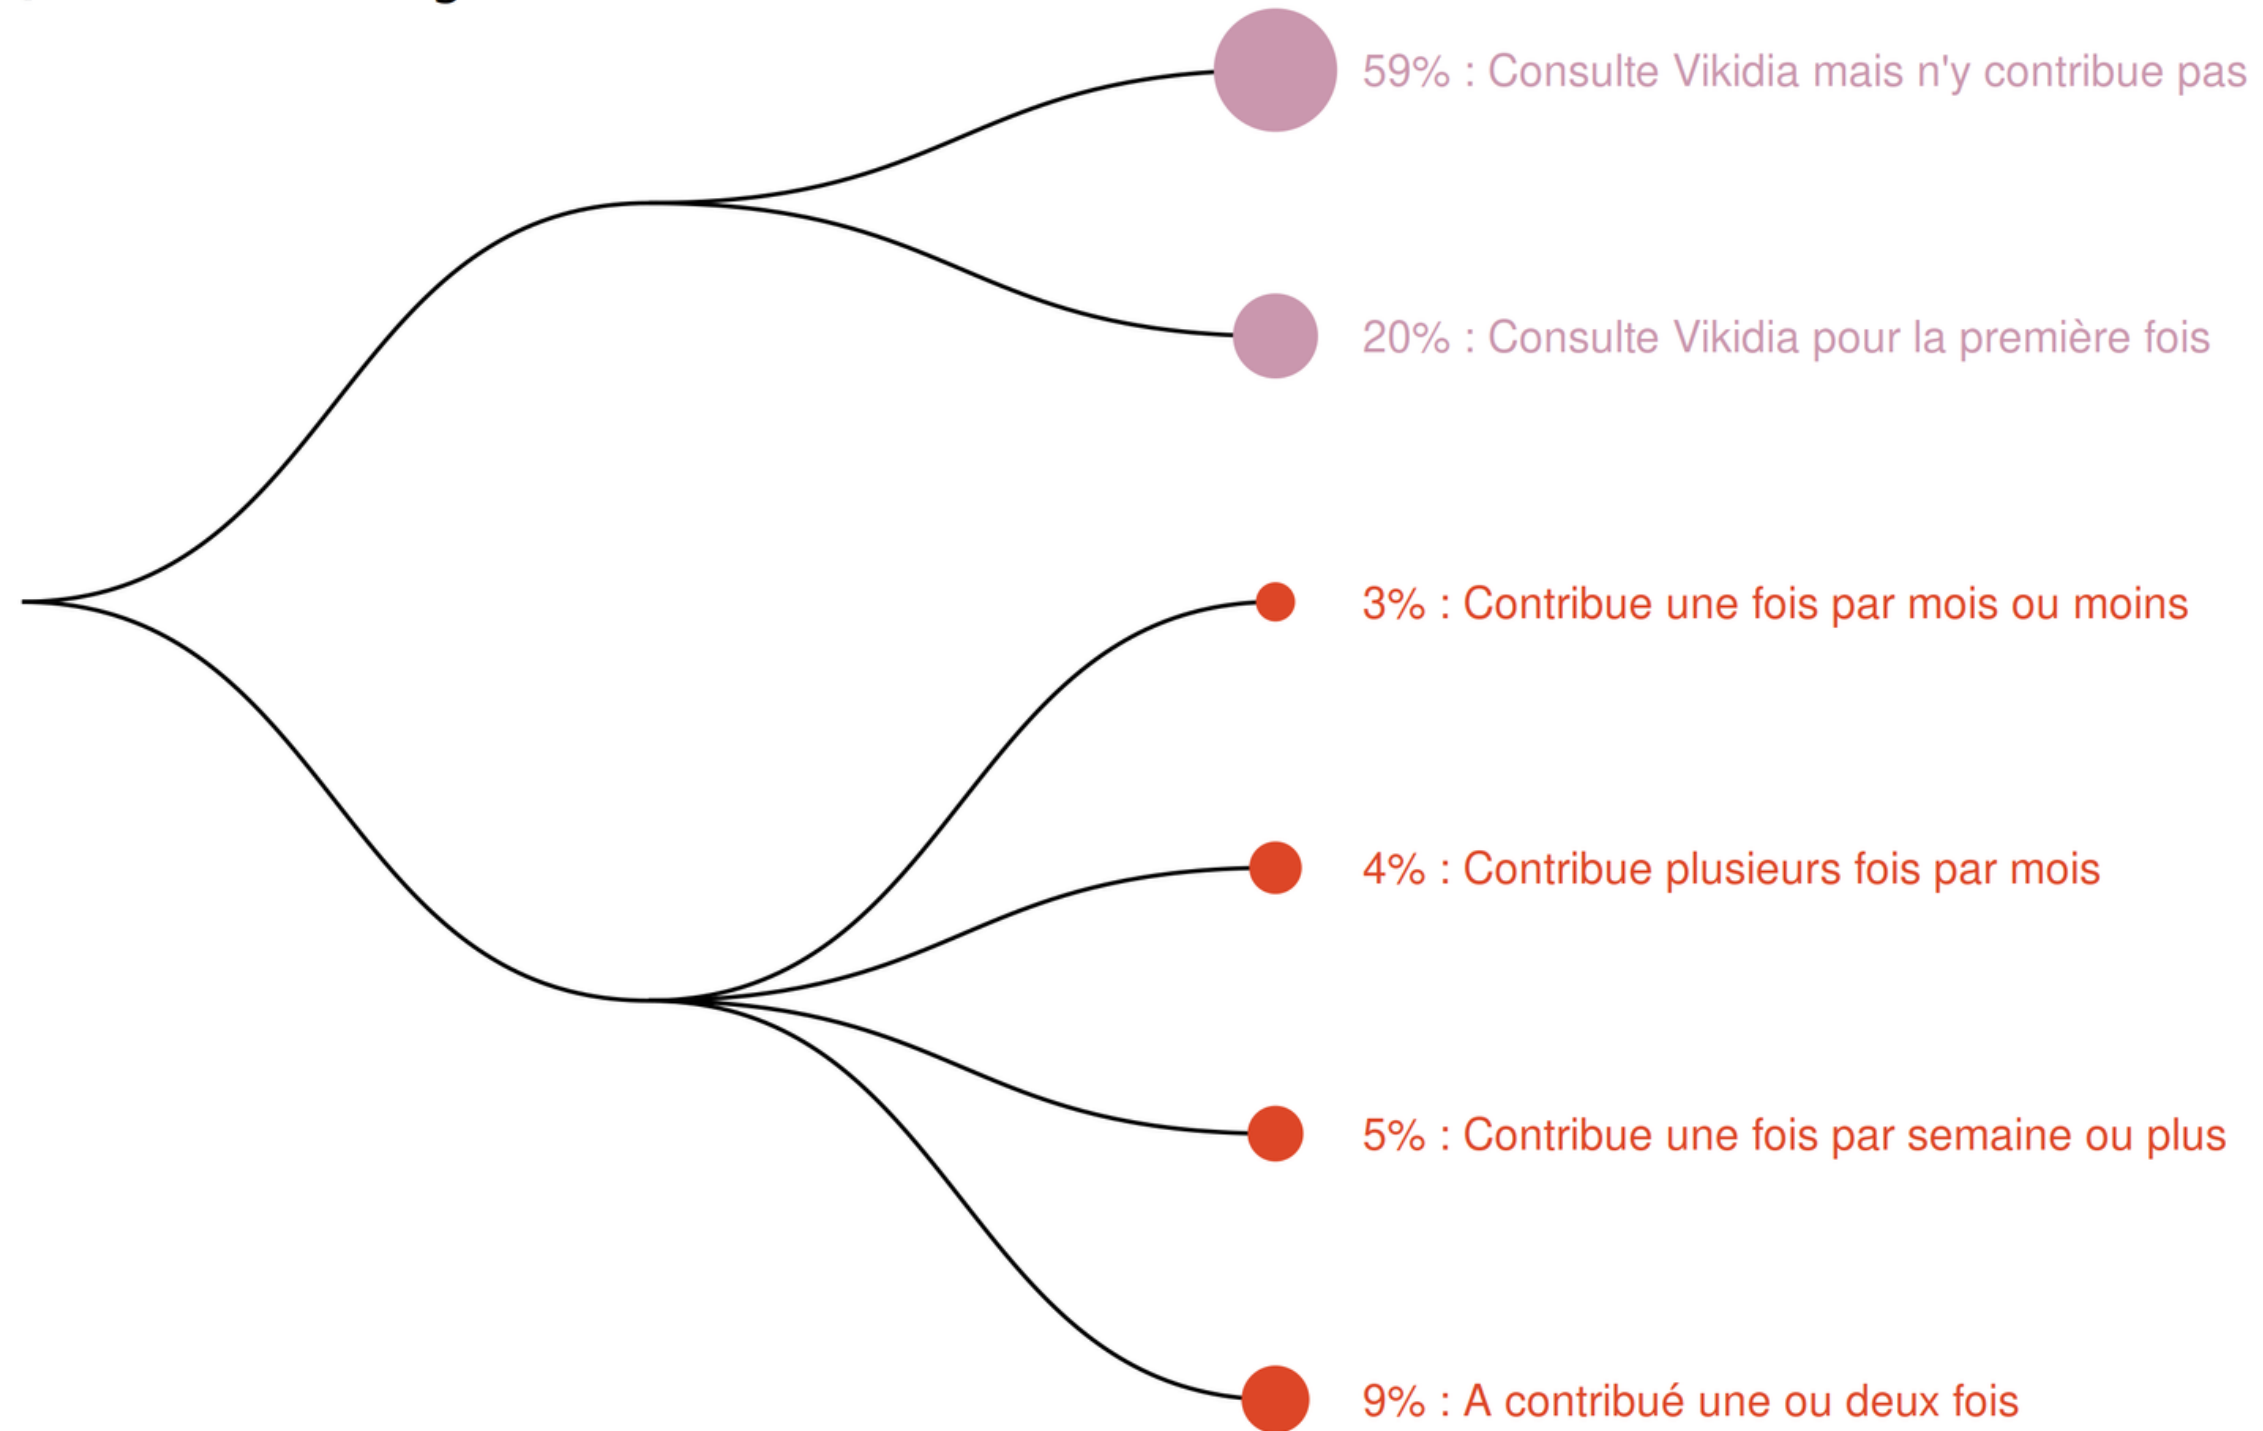 59% : Consulte Vikidia mais n'y contribue pas
20% : Consulte Vikidia pour la première fois
3% : Contribue une fois par mois ou moins
4% : Contribue plusieurs fois par mois
5% : Contribue une fois par semaine ou plus
9% : A contribué une ou deux fois